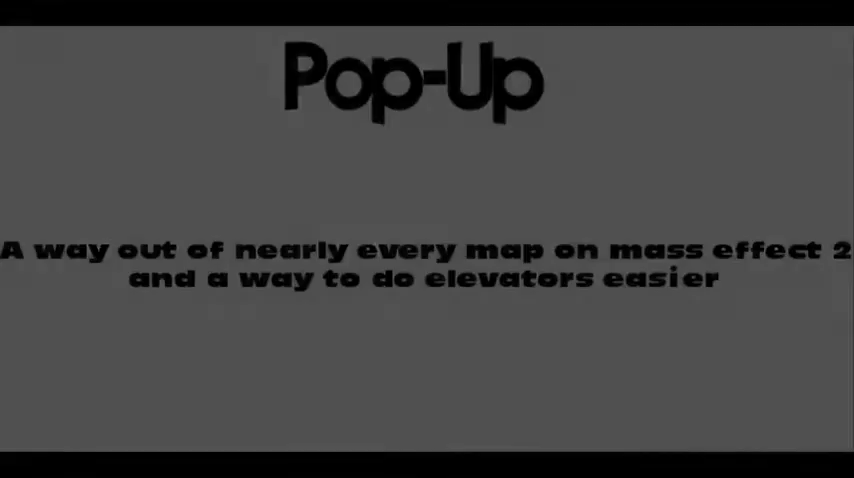 Pop-Up
A way out of nearly every map on mass effect 2
and a way to do elevators easier